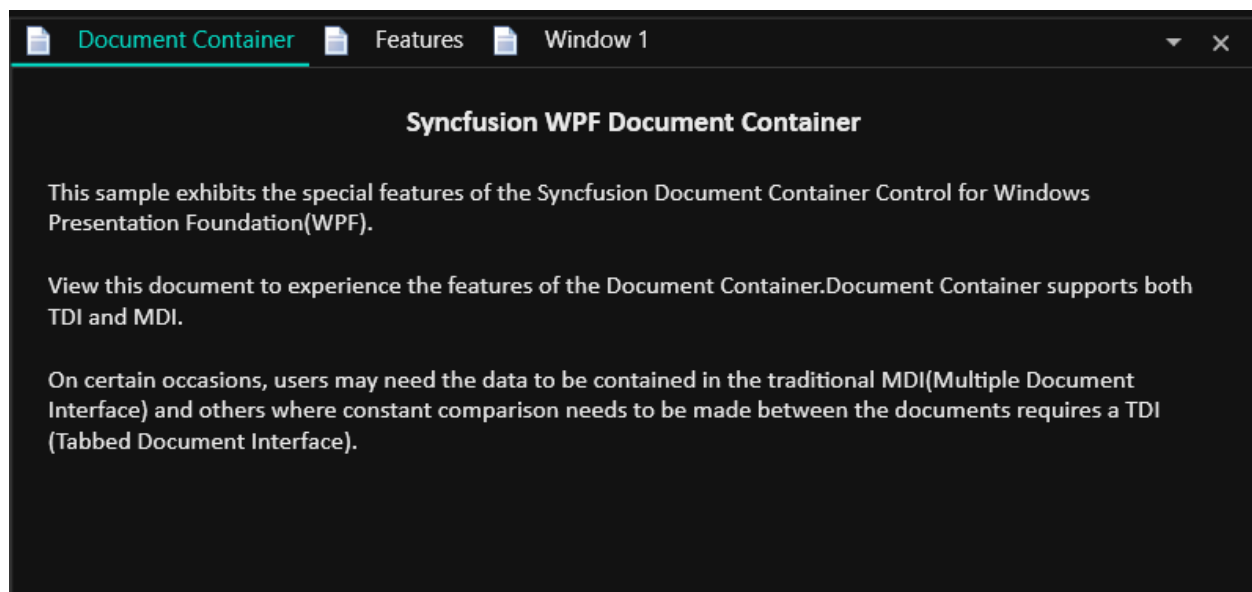 Document Container Features Window 1
Syncfusion WPF Document Container
This sample exhibits the special features of the Syncfusion Document Container Control for Windows
Presentation Foundation(WPF).
View this document to experience the features of the Document Container.Document Container supports both
TDI and MDI.
On certain occasions, users may need the data to be contained in the traditional MDI(Multiple Document
Interface) and others where constant comparison needs to be made between the documents requires a TDI
(Tabbed Document Interface).